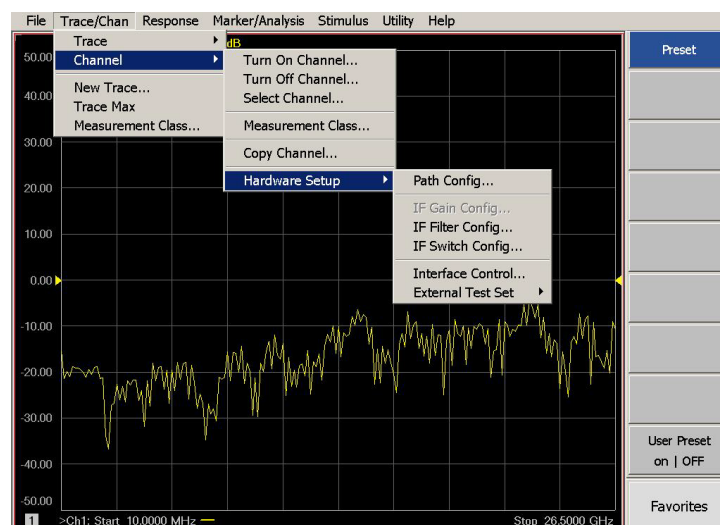 File Trace/Chan Response Marker/Analysis Stimulus Utility Help
Trace
Channel
New Trace...
Trace Max
Measurement Class...
dB
Turn On Channel...
Turn Off Channel...
Select Channel...
Measurement Class...
Copy Channel...
Hardware Setup
Path Config...
IF Gain Config...
IF Filter Config...
IF Switch Config...
Interface Control...
External Test Set
50.00
40.00
30.00
20.00
10.00
0.00
-10.00
-20.00
-30.00
-40.00
-50.00
1 >Ch1: Start 10.0000 MHz
Stop 26.5000 GHz
Preset
User Preset
on | OFF
Favorites